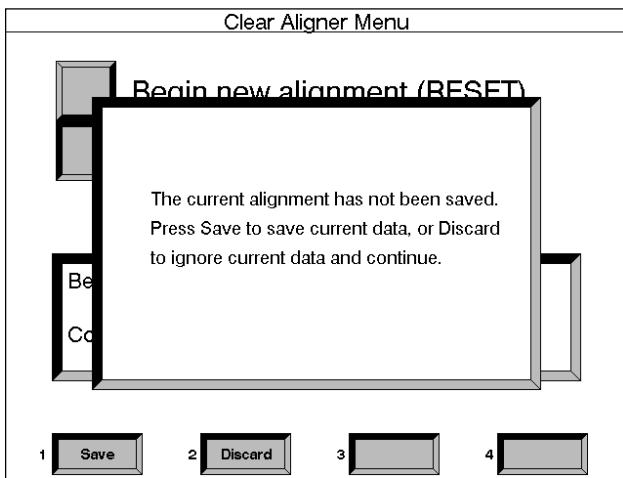 Clear Aligner Menu
Begin new alignment (RESET)
The current alignment has not been saved.
Press Save to save current data, or Discard
to ignore current data and continue.
Be
Co
1 Save 2 Discard 3 4